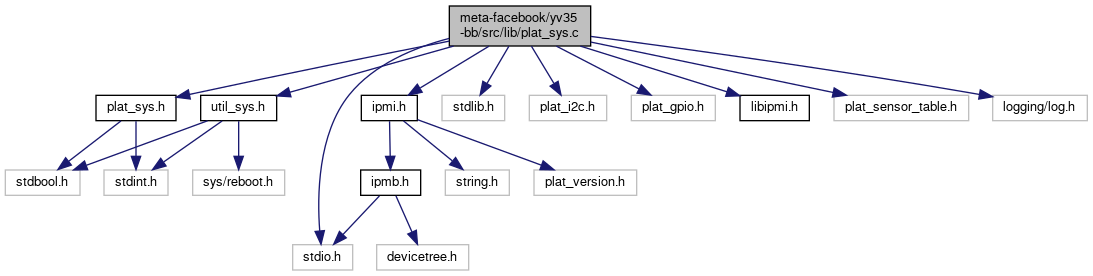 meta-facebook/yv35
-bb/src/lib/plat_sys.c
plat_sys.h
util_sys.h
ipmi.h
stdlib.h
plat_i2c.h
plat_gpio.h
libipmi.h
plat_sensor_table.h
logging/log.h
stdbool.h
stdint.h
sys/reboot.h
ipmb.h
string.h
plat_version.h
stdio.h
devicetree.h